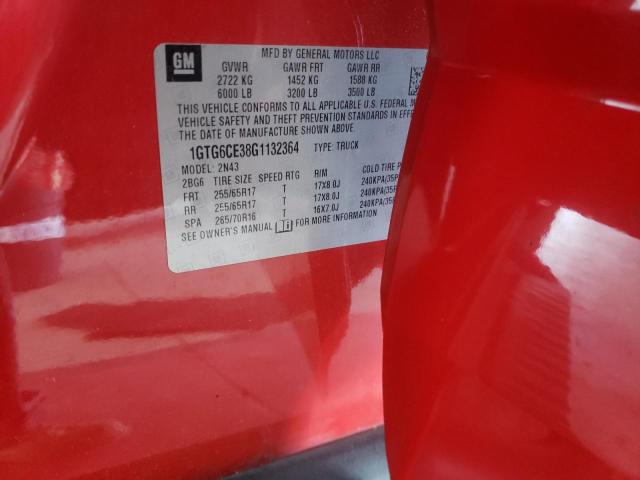 GM
MFD BY GENERAL MOTORS LLC
GVWR GAWR FRT GAWR RR
2722 KG 1452 KG 1588 KG
6000 LB 3200 LB 3500 LB
THIS VEHICLE CONFORMS TO ALL APPLICABLE U.S. FEDERAL
VEHICLE SAFETY AND THEFT PREVENTION STANDARDS IN
THE DATE OF MANUFACTURE SHOWN ABOVE.
1GTG6CE38G1132364 TYPE: TRUCK
MODEL: 2N43
2BG6 TIRE SIZE SPEED RTG RIM COLD TIRE
FRT 255/65R17 T 17X8.0J 240KPA(35
RR 255/65R17 T 17X8.0J 240KPA(35
SPA 265/70R16 T 16X7.0J 240KPA(35
SEE OWNER'S MANUAL FOR MORE INFORMATION